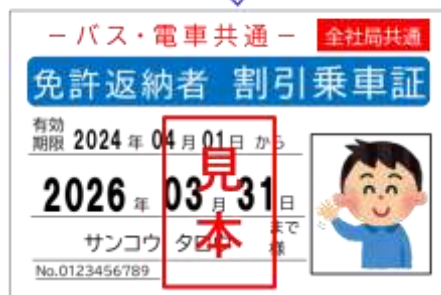 －バス・電車共通－ 全社局共通
免許返納者 割引乗車証
有効期限 2024年 04月 01日 から
2026年 03月 31日
まで
サンコウ タロウ 様
No.0123456789
見本